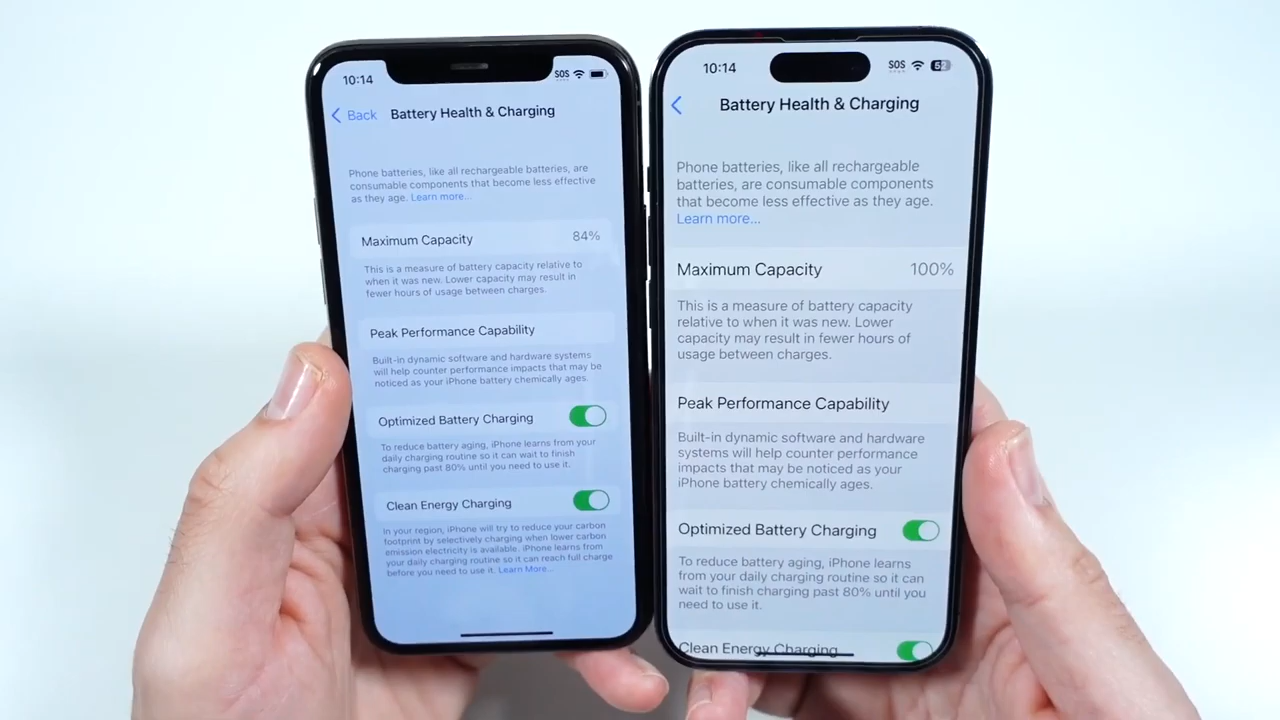 10:14
SOS
Back
Battery Health & Charging
Phone batteries, like all rechargeable batteries, are
consumable components that become less effective
as they age. Learn more...
Maximum Capacity 84%
This is a measure of battery capacity relative to
when it was new. Lower capacity may result in
fewer hours of usage between charges.
Peak Performance Capability
Built-in dynamic software and hardware systems
will help counter performance impacts that may be
noticed as your iPhone battery chemically ages.
Optimized Battery Charging
To reduce battery aging, iPhone learns from your
daily charging routine so it can wait to finish
charging past 80% until you need to use it.
Clean Energy Charging
In your region, iPhone will try to reduce your carbon
footprint by selectively charging when lower carbon
emission electricity is available. iPhone learns from
your daily charging routine so it can reach full charge
before you need to use it. Learn More...
10:14
SOS
52
Battery Health & Charging
Phone batteries, like all rechargeable
batteries, are consumable components
that become less effective as they age.
Learn more...
Maximum Capacity 100%
This is a measure of battery capacity
relative to when it was new. Lower
capacity may result in fewer hours of
usage between charges.
Peak Performance Capability
Built-in dynamic software and hardware
systems will help counter performance
impacts that may be noticed as your
iPhone battery chemically ages.
Optimized Battery Charging
To reduce battery aging, iPhone learns
from your daily charging routine so it can
wait to finish charging past 80% until you
need to use it.
Clean Energy Charging